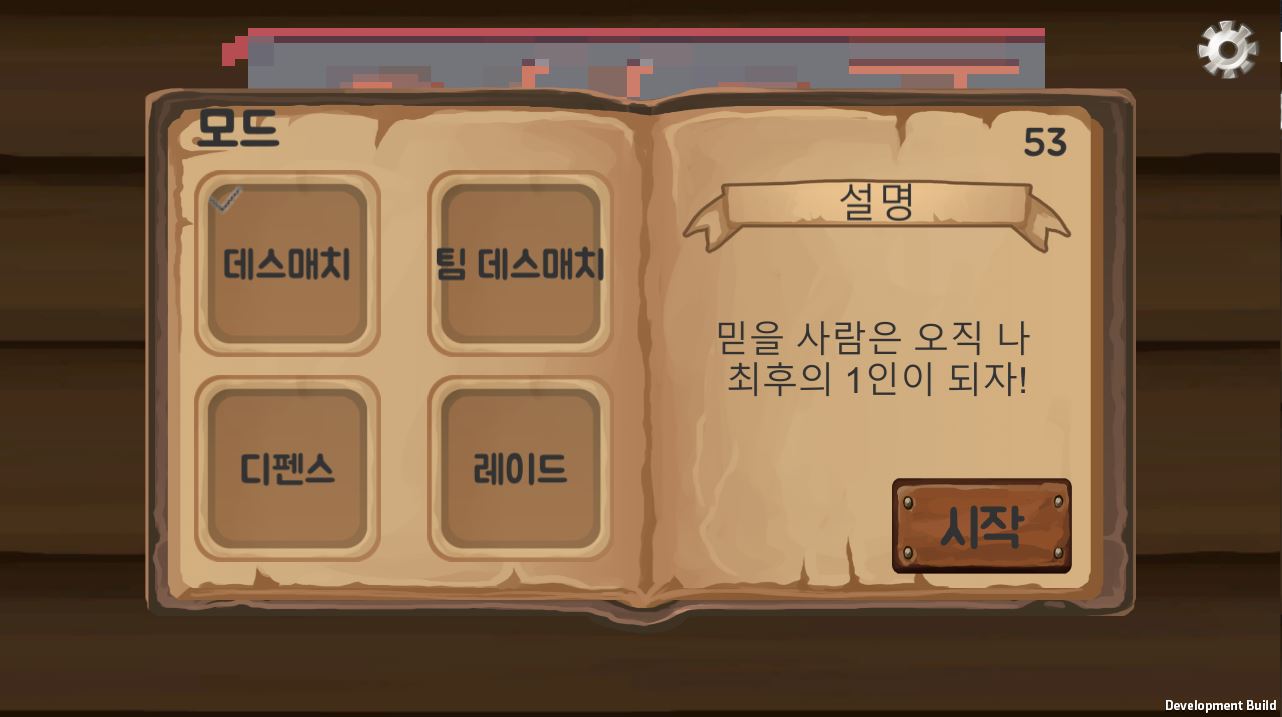 모드
데스매치
팀 데스매치
디펜스
레이드
53
설명
믿을 사람은 오직 나
최후의 1인이 되자!
시작
Development Build